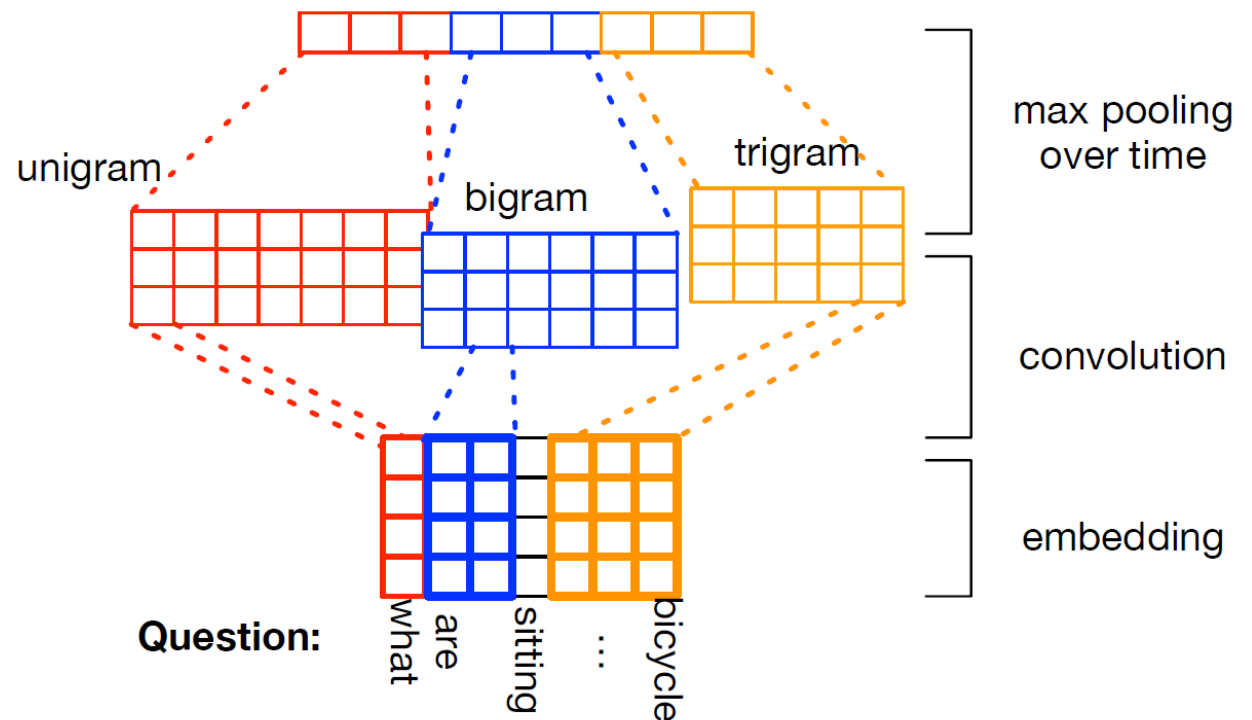 max pooling
over time
unigram
bigram
trigram
convolution
embedding
Question:
what
are
sitting
...
bicycle